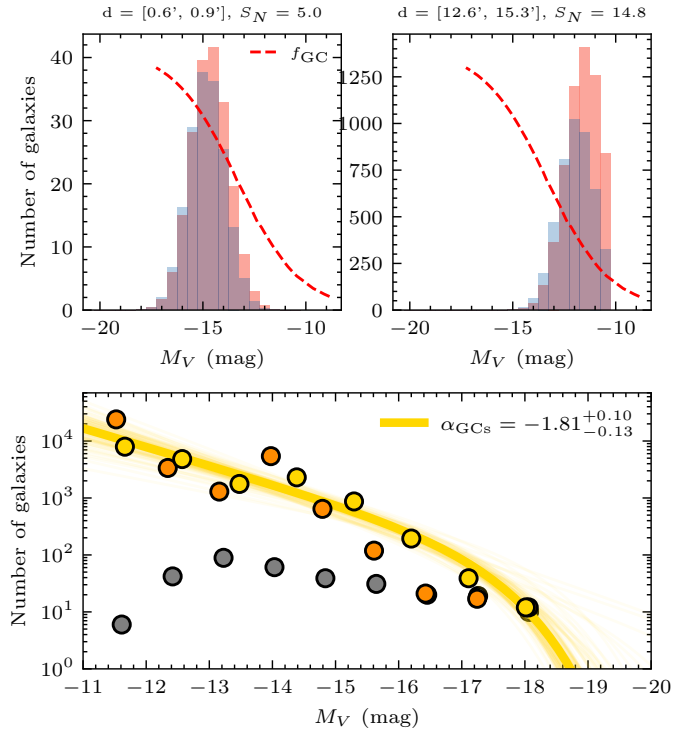 d = [0.6', 0.9'], S_N = 5.0
d = [12.6', 15.3'], S_N = 14.8
Number of galaxies
40
30
20
10
0
f_GC
−20
−15
−10
M_V (mag)
1250
1000
750
500
250
0
−20
−15
−10
M_V (mag)
Number of galaxies
10^4
10^3
10^2
10^1
10^0
α_GCs = −1.81^{+0.10}_{−0.13}
−11 −12 −13 −14 −15 −16 −17 −18 −19 −20
M_V (mag)